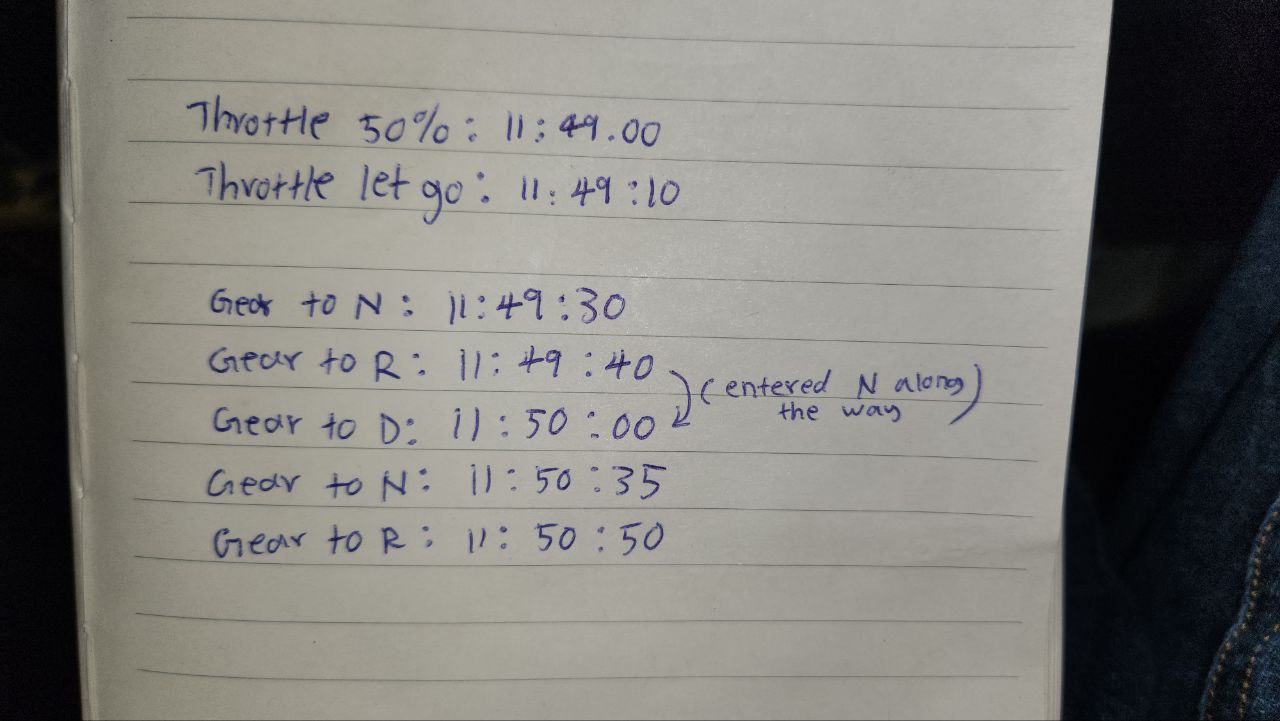 Throttle 50%: 11:49.00
Throttle let go: 11:49:10
Gear to N: 11:49:30
Gear to R: 11:49:40
(entered N along
the way)
Gear to D: 11:50:00
Gear to N: 11:50:35
Gear to R: 11:50:50